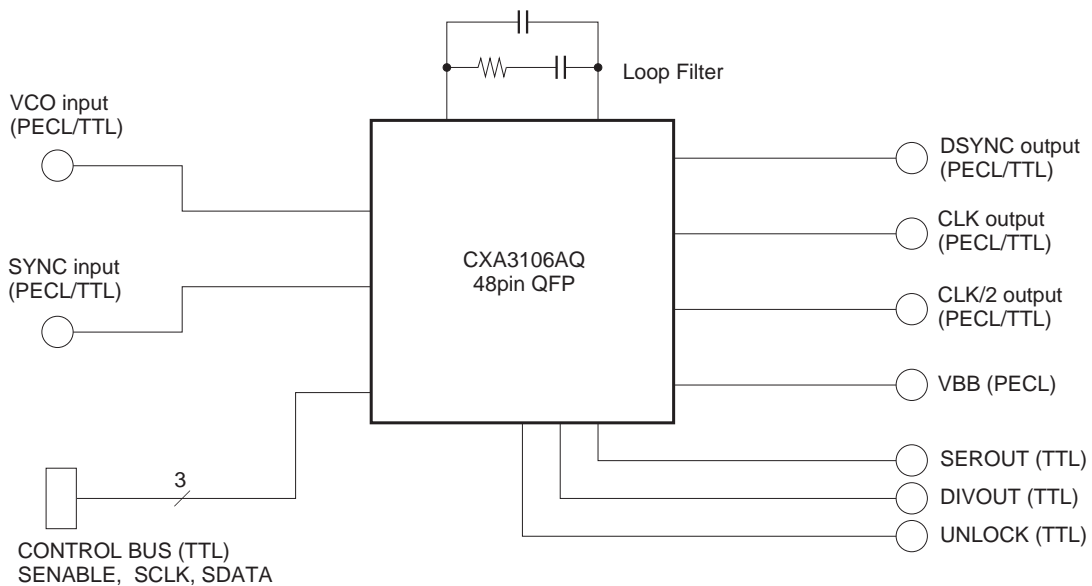 Loop Filter
VCO input
(PECL/TTL)
SYNC input
(PECL/TTL)
3
CONTROL BUS (TTL)
SENABLE, SCLK, SDATA
CXA3106AQ
48pin QFP
DSYNC output
(PECL/TTL)
CLK output
(PECL/TTL)
CLK/2 output
(PECL/TTL)
VBB (PECL)
SEROUT (TTL)
DIVOUT (TTL)
UNLOCK (TTL)